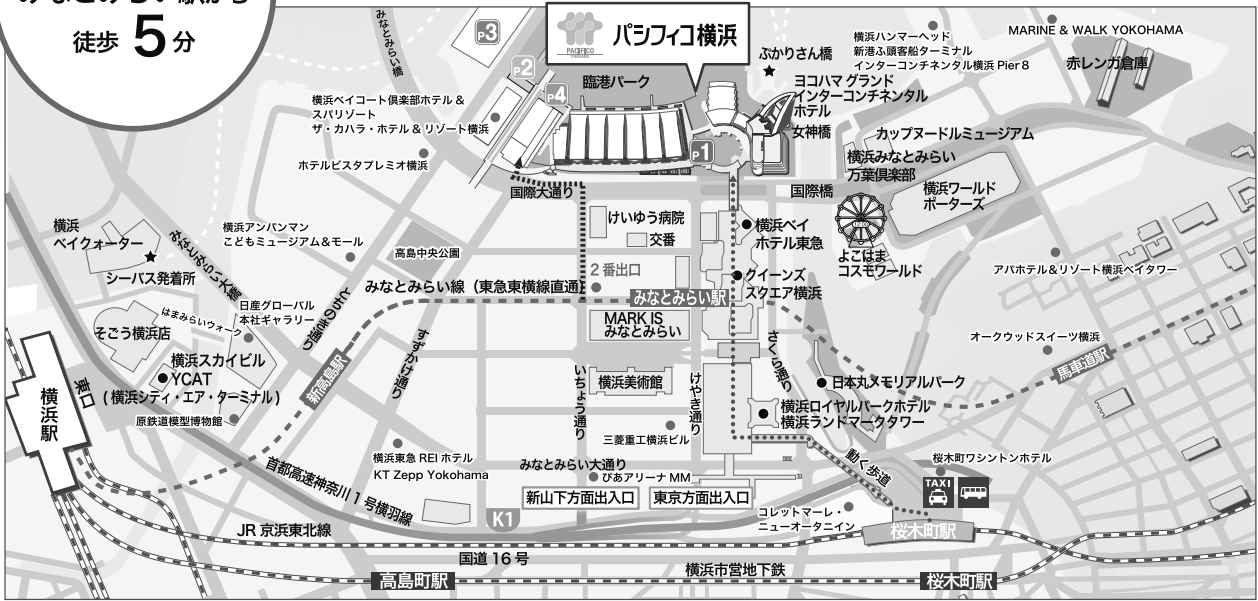 みなとみらい駅から
徒歩 5 分
P3
P2
P4
P1
PACIFICO
パシフィコ横浜
臨港パーク
みなとみらい橋
ぷかりさん橋
横浜ハンマーヘッド
新港ふ頭客船ターミナル
インターコンチネンタル横浜 Pier 8
MARINE & WALK YOKOHAMA
赤レンガ倉庫
ヨコハマ グランド
インターコンチネンタル
ホテル
女神橋
カップヌードルミュージアム
横浜みなとみらい
万葉倶楽部
横浜ワールド
ポーターズ
横浜ベイコート倶楽部ホテル &
スパリゾート
ザ・カハラ・ホテル & リゾート横浜
ホテルビスタプレミオ横浜
国際大通り
国際橋
よこはま
コスモワールド
けいゆう病院
交番
2番出口
横浜ベイ
ホテル東急
クイーンズ
スクエア横浜
横浜
ベイクォーター
シーバス発着所
みなとみらい大橋
横浜アンパンマン
こどもミュージアム&モール
高島中央公園
みなとみらい線（東急東横線直通）
みなとみらい駅
MARK IS
みなとみらい
アパホテル&リゾート横浜ベイタワー
オークウッドスイーツ横浜
馬車道駅
日産グローバル
本社ギャラリー
はまみらいウォーク
とちのき通り
すずかけ通り
そごう横浜店
横浜スカイビル
YCAT
( 横浜シティ・エア・ターミナル )
原鉄道模型博物館
新高島駅
横浜駅
東口
いちょう通り
横浜美術館
けやき通り
さくら通り
日本丸メモリアルパーク
横浜ロイヤルパークホテル
横浜ランドマークタワー
三菱重工横浜ビル
横浜東急 REI ホテル
KT Zepp Yokohama
みなとみらい大通り
ぴあアリーナ MM
新山下方面出入口
東京方面出入口
動く歩道
桜木町ワシントンホテル
TAXI
コレットマーレ・
ニューオータニイン
桜木町駅
首都高速神奈川1号横羽線
K1
JR 京浜東北線
国道 16 号
高島町駅
横浜市営地下鉄
桜木町駅